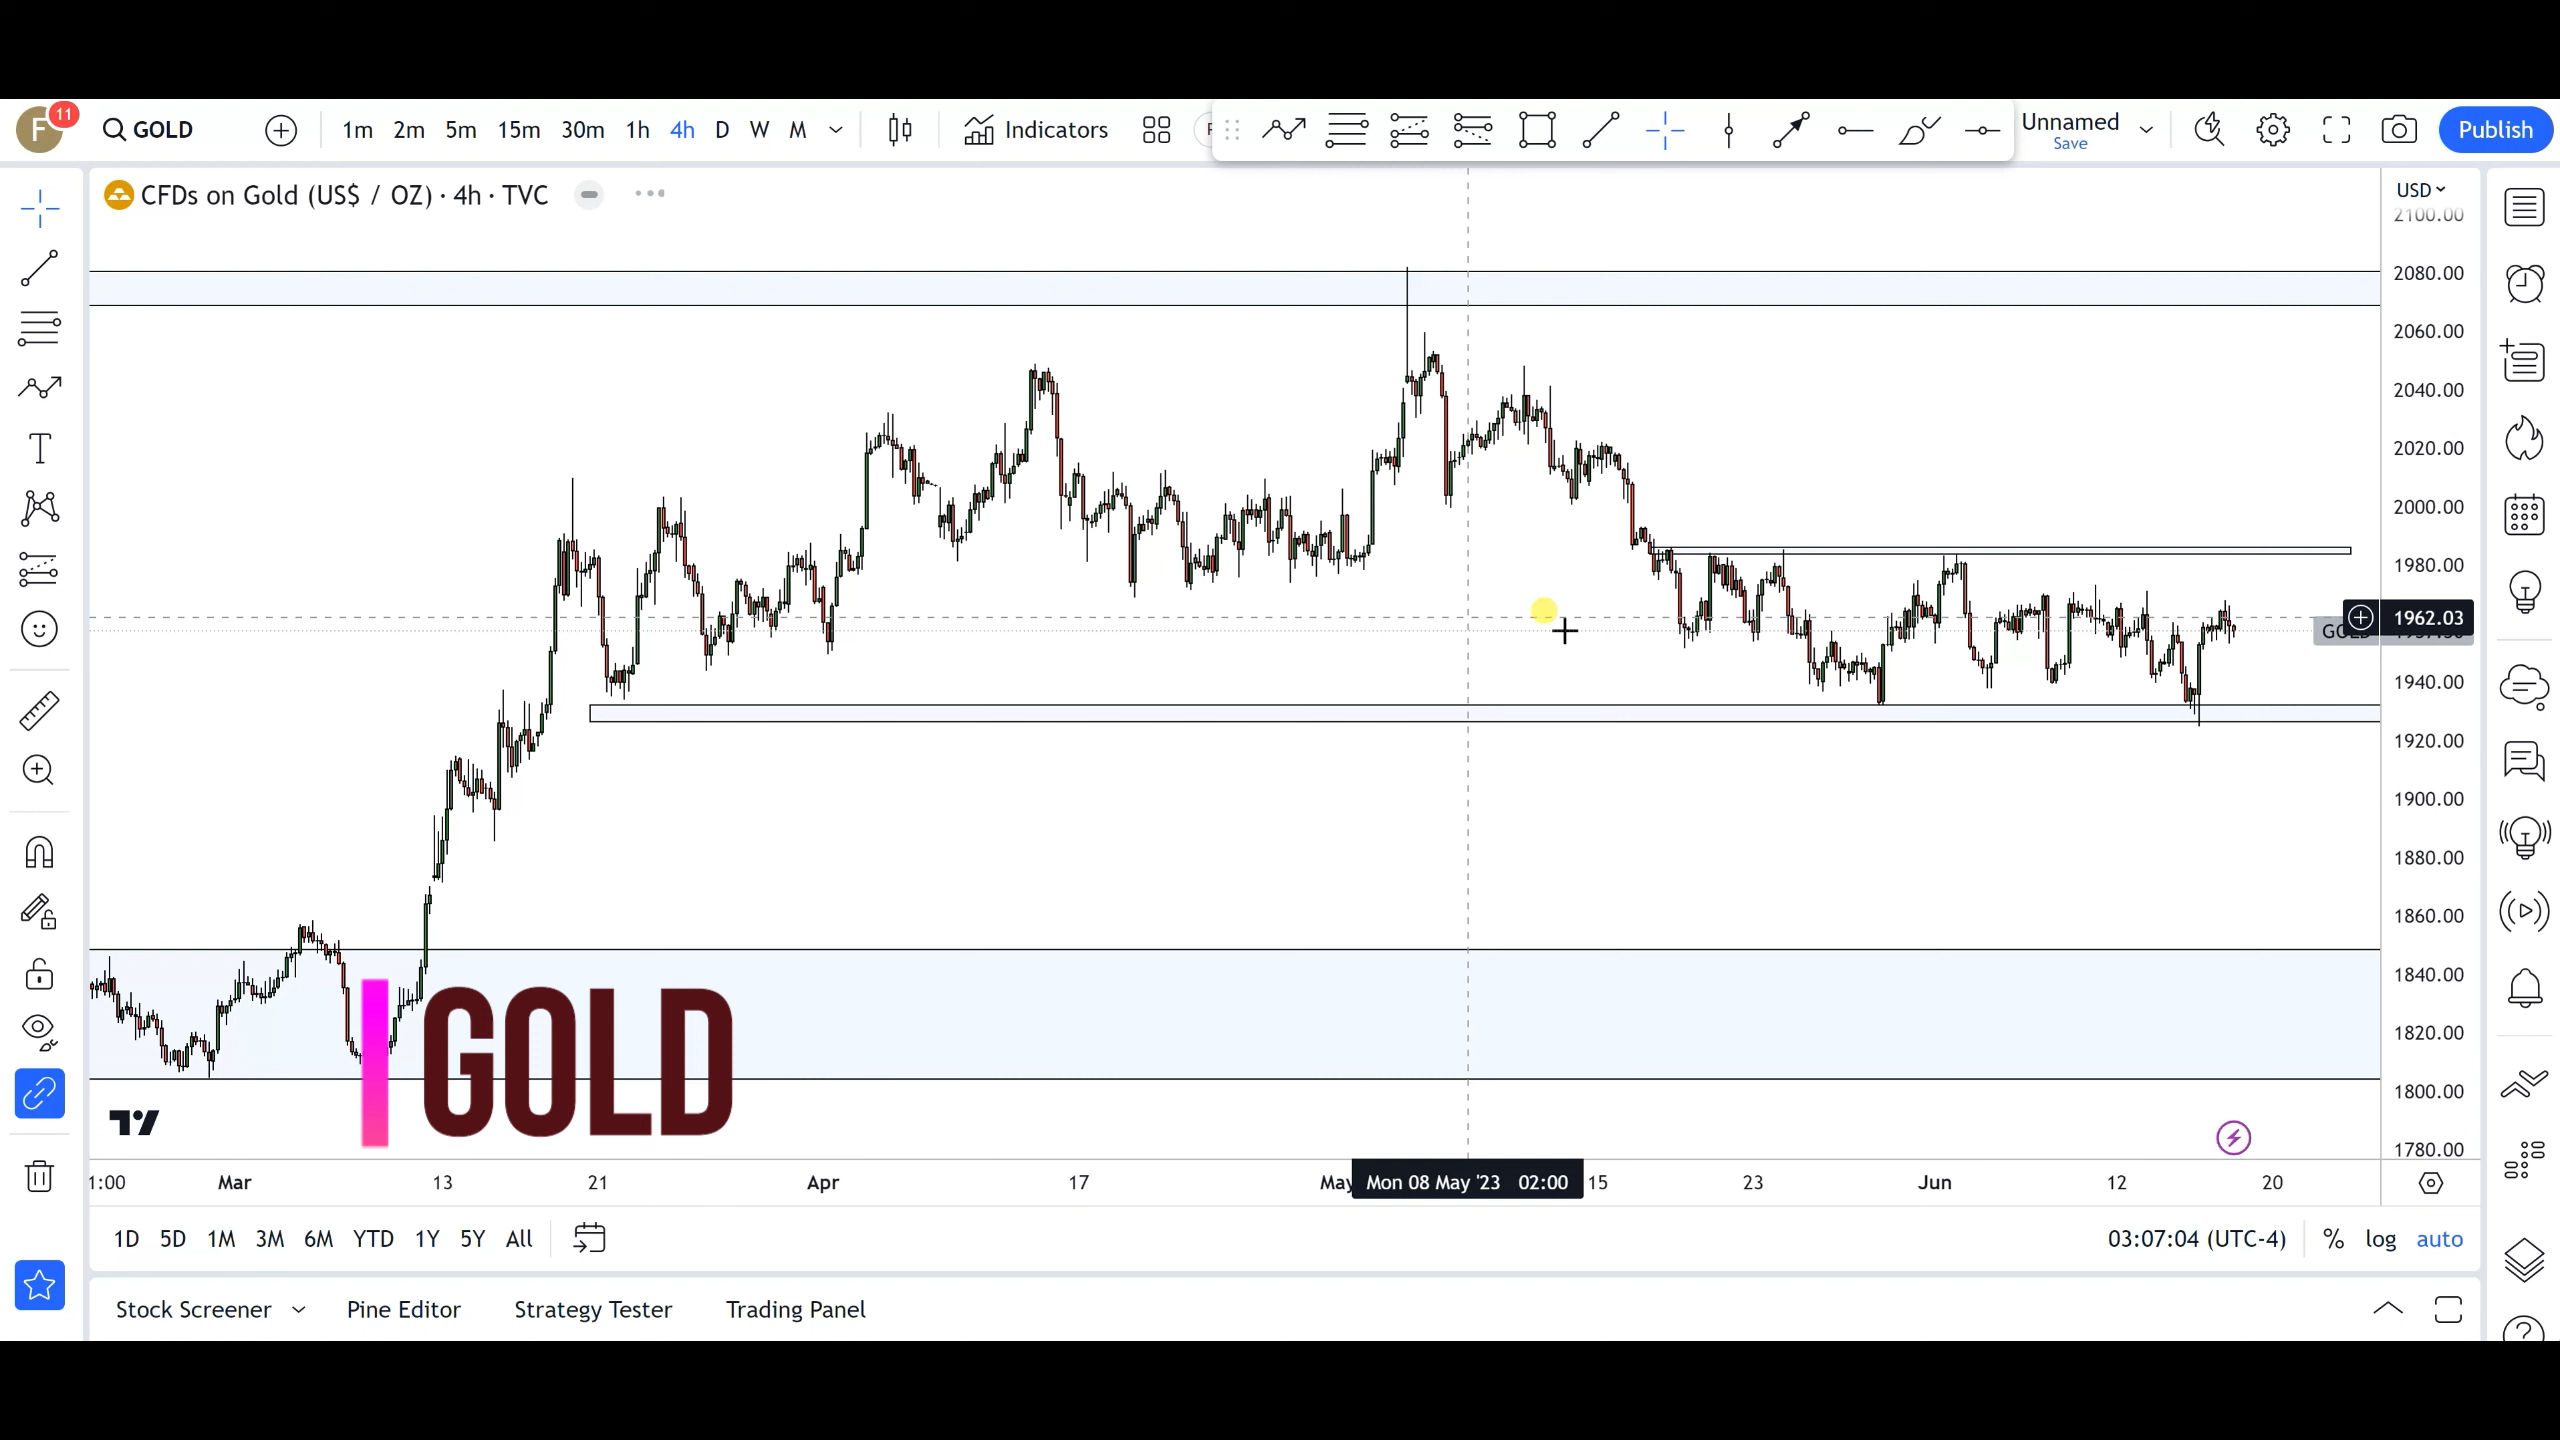 F 11 GOLD 1m 2m 5m 15m 30m 1h 4h D W M Indicators Unnamed Save Publish
CFDs on Gold (US$ / OZ) · 4h · TVC
USD
2100.00
2080.00
2060.00
2040.00
2020.00
2000.00
1980.00
1962.03
1940.00
1920.00
1900.00
1880.00
1860.00
1840.00
1820.00
1800.00
1780.00
GOLD
1:00 Mar 13 21 Apr 17 May Mon 08 May '23 02:00 15 23 Jun 12 20
1D 5D 1M 3M 6M YTD 1Y 5Y All 03:07:04 (UTC-4) % log auto
Stock Screener Pine Editor Strategy Tester Trading Panel